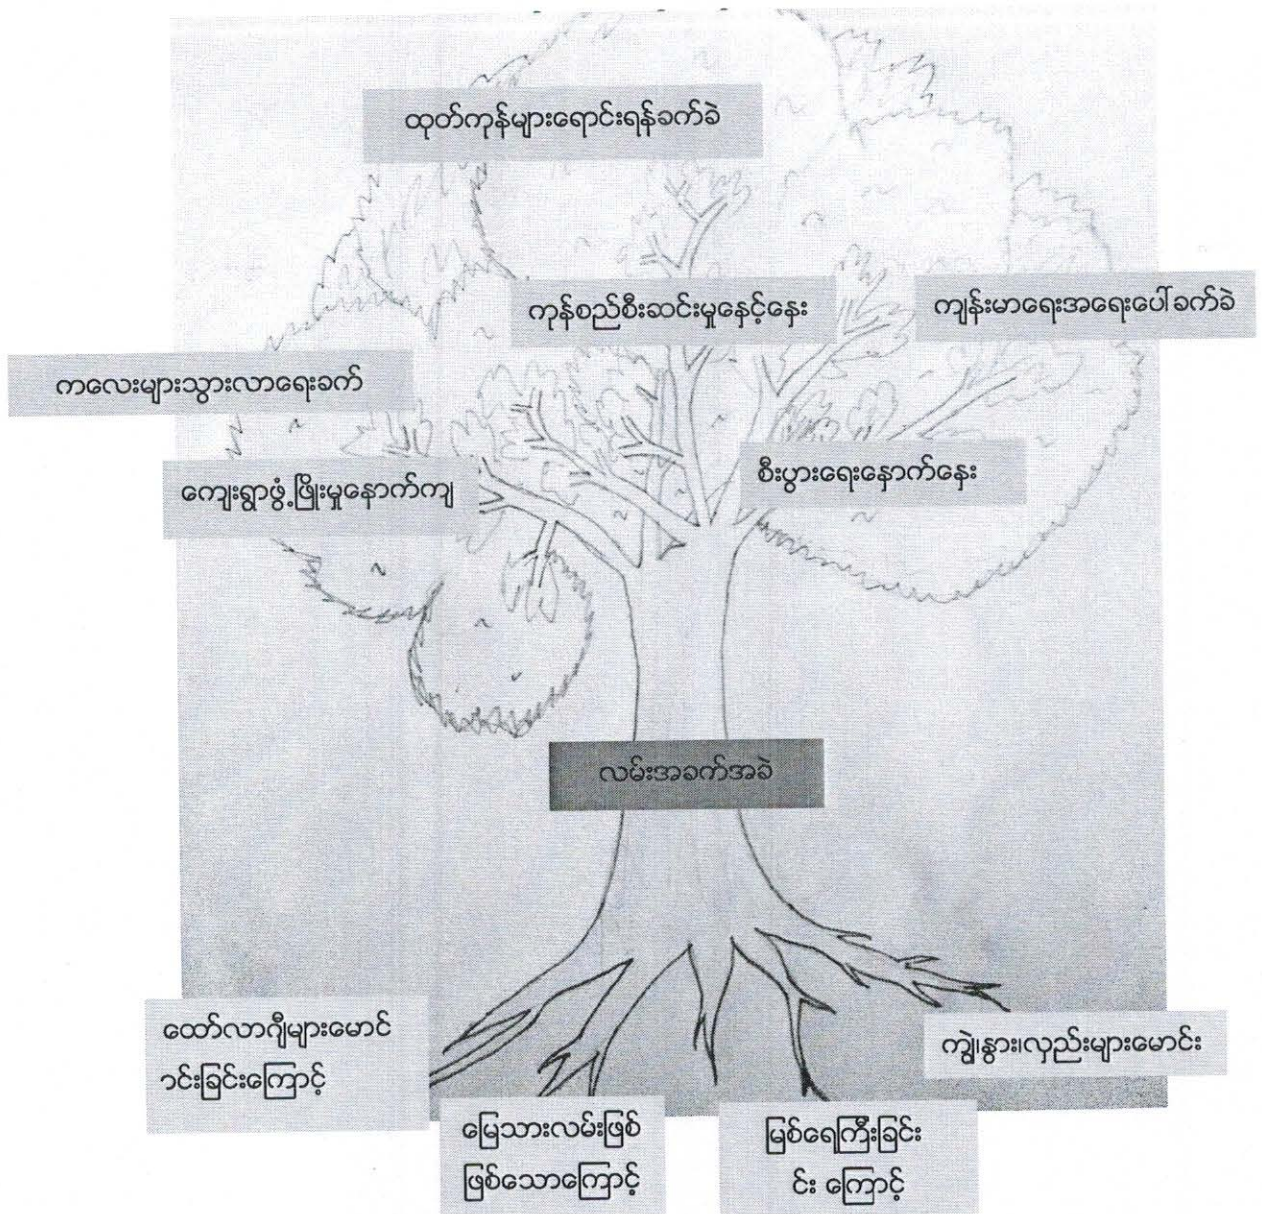 ထုတ်ကုန်များရောင်းရန်ခက်ခဲ
ကုန်စည်စီးဆင်းမှုနှေင့်နှေး
ကျန်းမာရေးအရေးပေါ်ခက်ခဲ
ကလေးများသွားလာရေးခက်
ကျေးရွာဖွံ့ဖြိုးမှုနောက်ကျ
စီးပွားရေးနှောက်နှေး
လမ်းအခက်အခဲ
ထော်လာဂျီများမောင်
ာင်းခြင်းကြောင့်
ကျွဲ၊နွား၊လှည်းများမောင်း
မြေသားလမ်းဖြစ်
ဖြစ်သောကြောင့်
မြစ်ရေကြီးခြင်း
င်း ကြောင့်